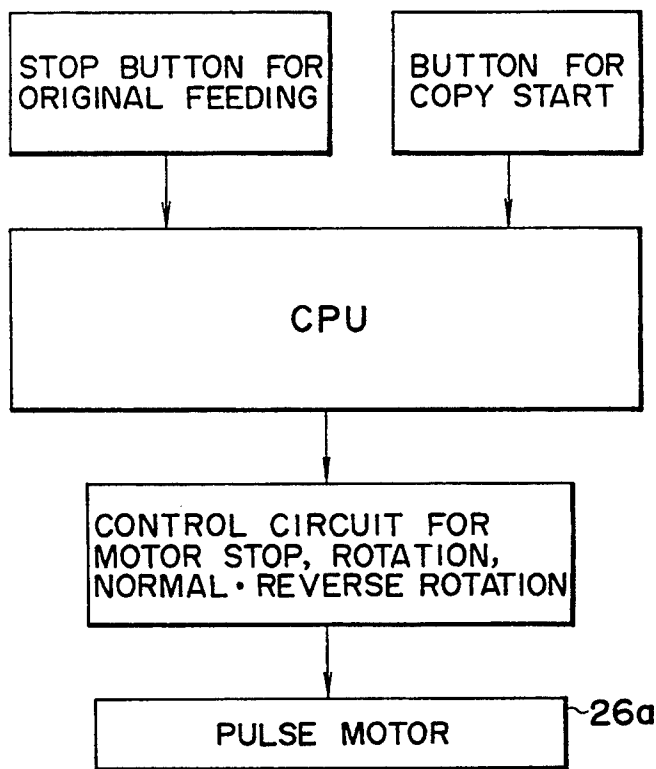 STOP BUTTON FOR
ORIGINAL FEEDING
BUTTON FOR
COPY START
CPU
CONTROL CIRCUIT FOR
MOTOR STOP, ROTATION,
NORMAL · REVERSE ROTATION
PULSE MOTOR
26a